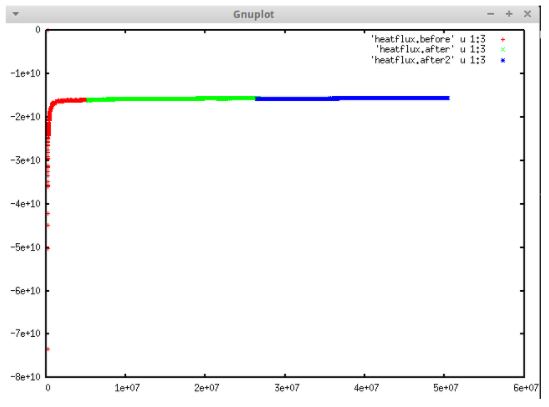 Gnuplot
'heatflux.before' u 1:3
'heatflux.after' u 1:3
'heatflux.after2' u 1:3
0
-1e+10
-2e+10
-3e+10
-4e+10
-5e+10
-6e+10
-7e+10
-8e+10
0 1e+07 2e+07 3e+07 4e+07 5e+07 6e+07